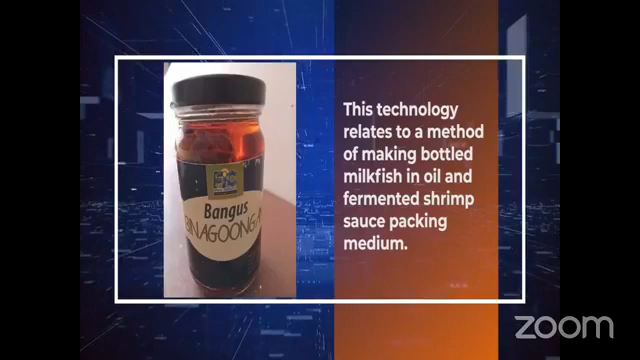 Bangus
BINAGOONGA
This technology
relates to a method
of making bottled
milkfish in oil and
fermented shrimp
sauce packing
medium.
zoom